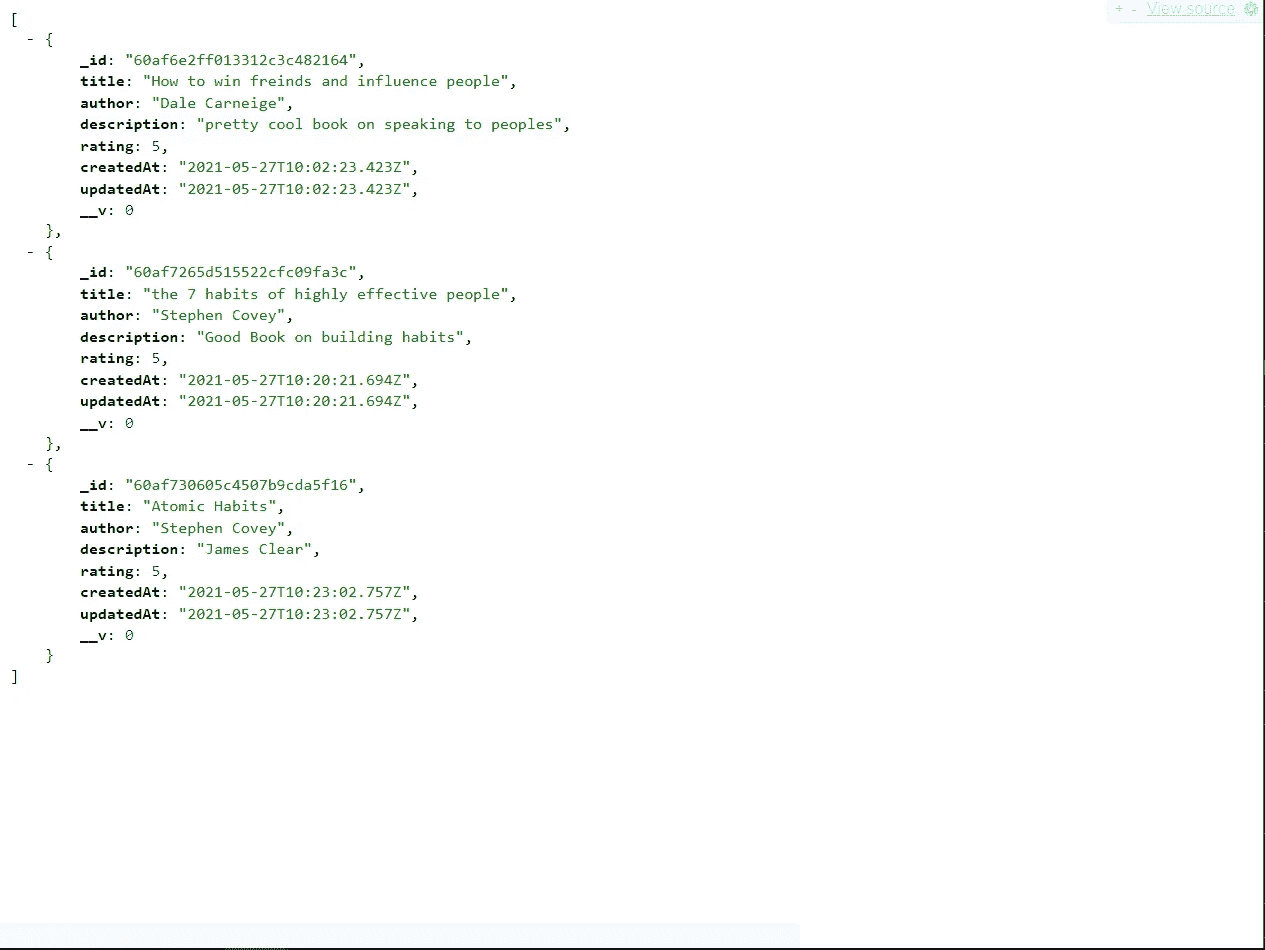 + - View source
[
- {
_id: "60af6e2ff013312c3c482164",
title: "How to win freinds and influence people",
author: "Dale Carneige",
description: "pretty cool book on speaking to peoples",
rating: 5,
createdAt: "2021-05-27T10:02:23.423Z",
updatedAt: "2021-05-27T10:02:23.423Z",
__v: 0
},
- {
_id: "60af7265d515522cfc09fa3c",
title: "the 7 habits of highly effective people",
author: "Stephen Covey",
description: "Good Book on building habits",
rating: 5,
createdAt: "2021-05-27T10:20:21.694Z",
updatedAt: "2021-05-27T10:20:21.694Z",
__v: 0
},
- {
_id: "60af730605c4507b9cda5f16",
title: "Atomic Habits",
author: "Stephen Covey",
description: "James Clear",
rating: 5,
createdAt: "2021-05-27T10:23:02.757Z",
updatedAt: "2021-05-27T10:23:02.757Z",
__v: 0
}
]